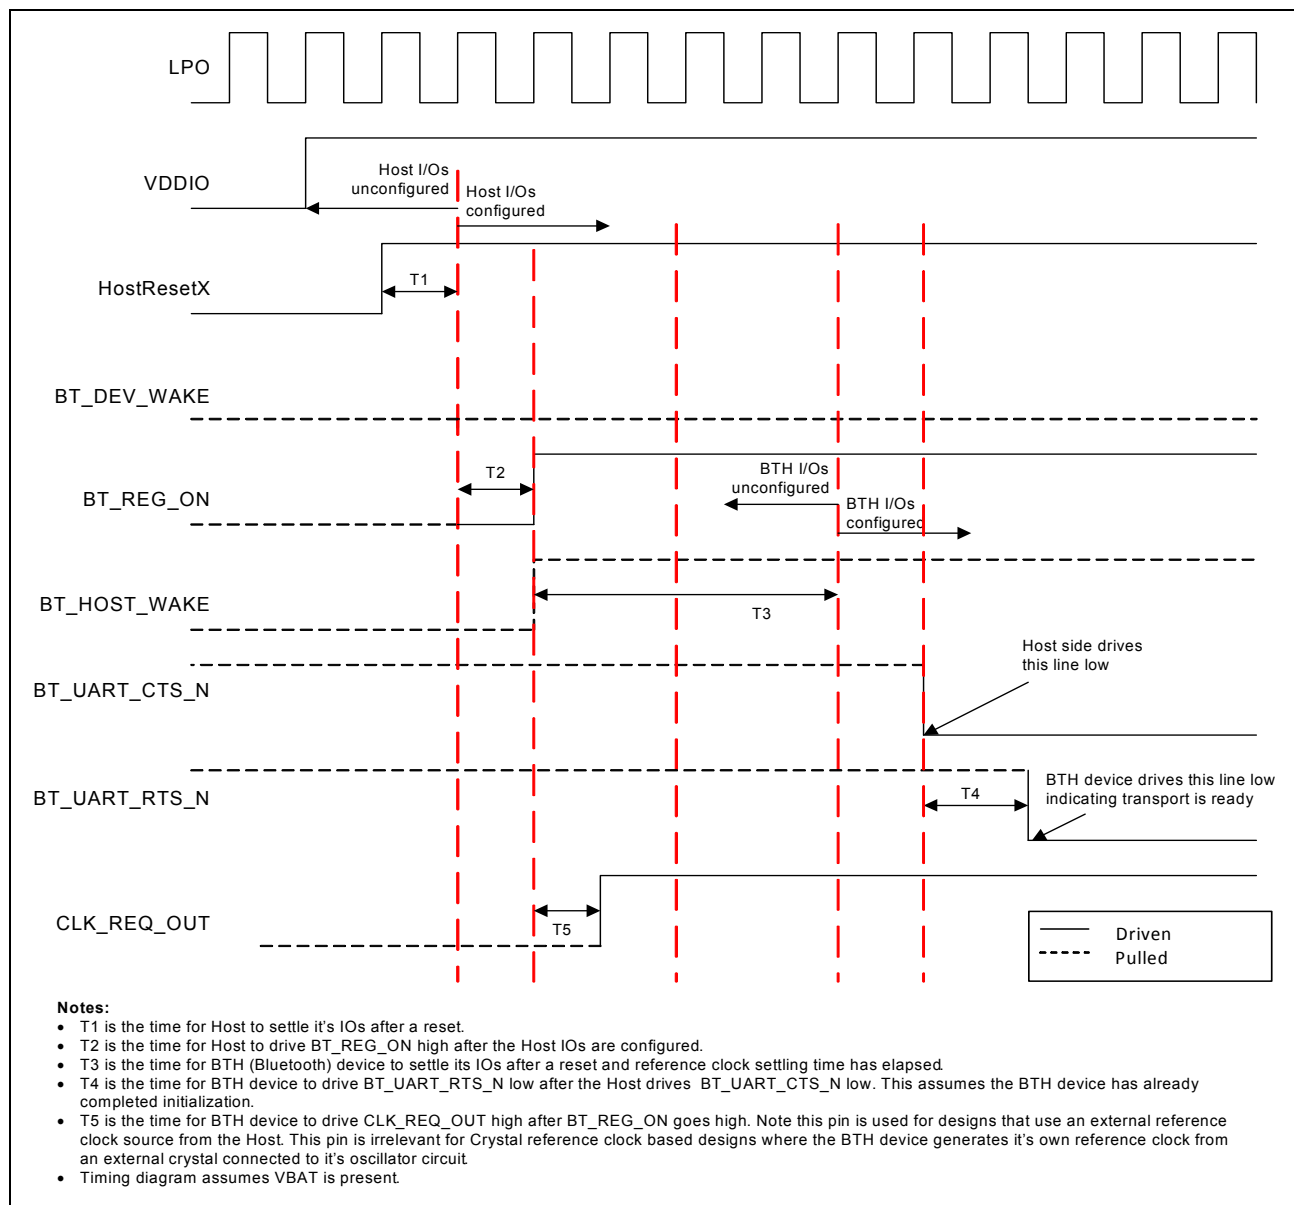 LPO
VDDIO
Host I/Os
unconfigured
Host I/Os
configured
HostResetX
T1
BT_DEV_WAKE
BT_REG_ON
T2
BTH I/Os
unconfigured
BTH I/Os
configured
BT_HOST_WAKE
T3
BT_UART_CTS_N
Host side drives
this line low
BT_UART_RTS_N
T4
BTH device drives this line low
indicating transport is ready
CLK_REQ_OUT
T5
Driven
Pulled
Notes:
• T1 is the time for Host to settle it's IOs after a reset.
• T2 is the time for Host to drive BT_REG_ON high after the Host IOs are configured.
• T3 is the time for BTH (Bluetooth) device to settle its IOs after a reset and reference clock settling time has elapsed.
• T4 is the time for BTH device to drive BT_UART_RTS_N low after the Host drives BT_UART_CTS_N low. This assumes the BTH device has already
completed initialization.
• T5 is the time for BTH device to drive CLK_REQ_OUT high after BT_REG_ON goes high. Note this pin is used for designs that use an external reference
clock source from the Host. This pin is irrelevant for Crystal reference clock based designs where the BTH device generates it's own reference clock from
an external crystal connected to it's oscillator circuit.
• Timing diagram assumes VBAT is present.